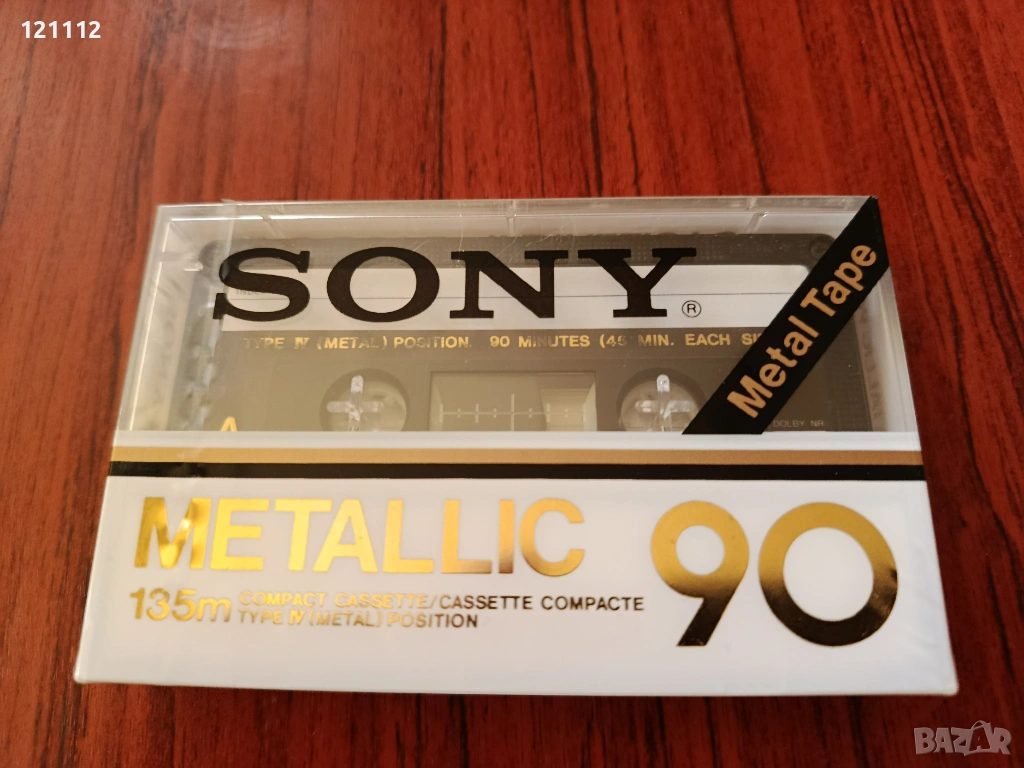 121112
SONY®
Metal Tape
TYPE IV (METAL) POSITION. 90 MINUTES (45 MIN. EACH
A
DOLBY NR
METALLIC 90
135m COMPACT CASSETTE/CASSETTE COMPACTE
TYPE IV (METAL) POSITION
BAZAR